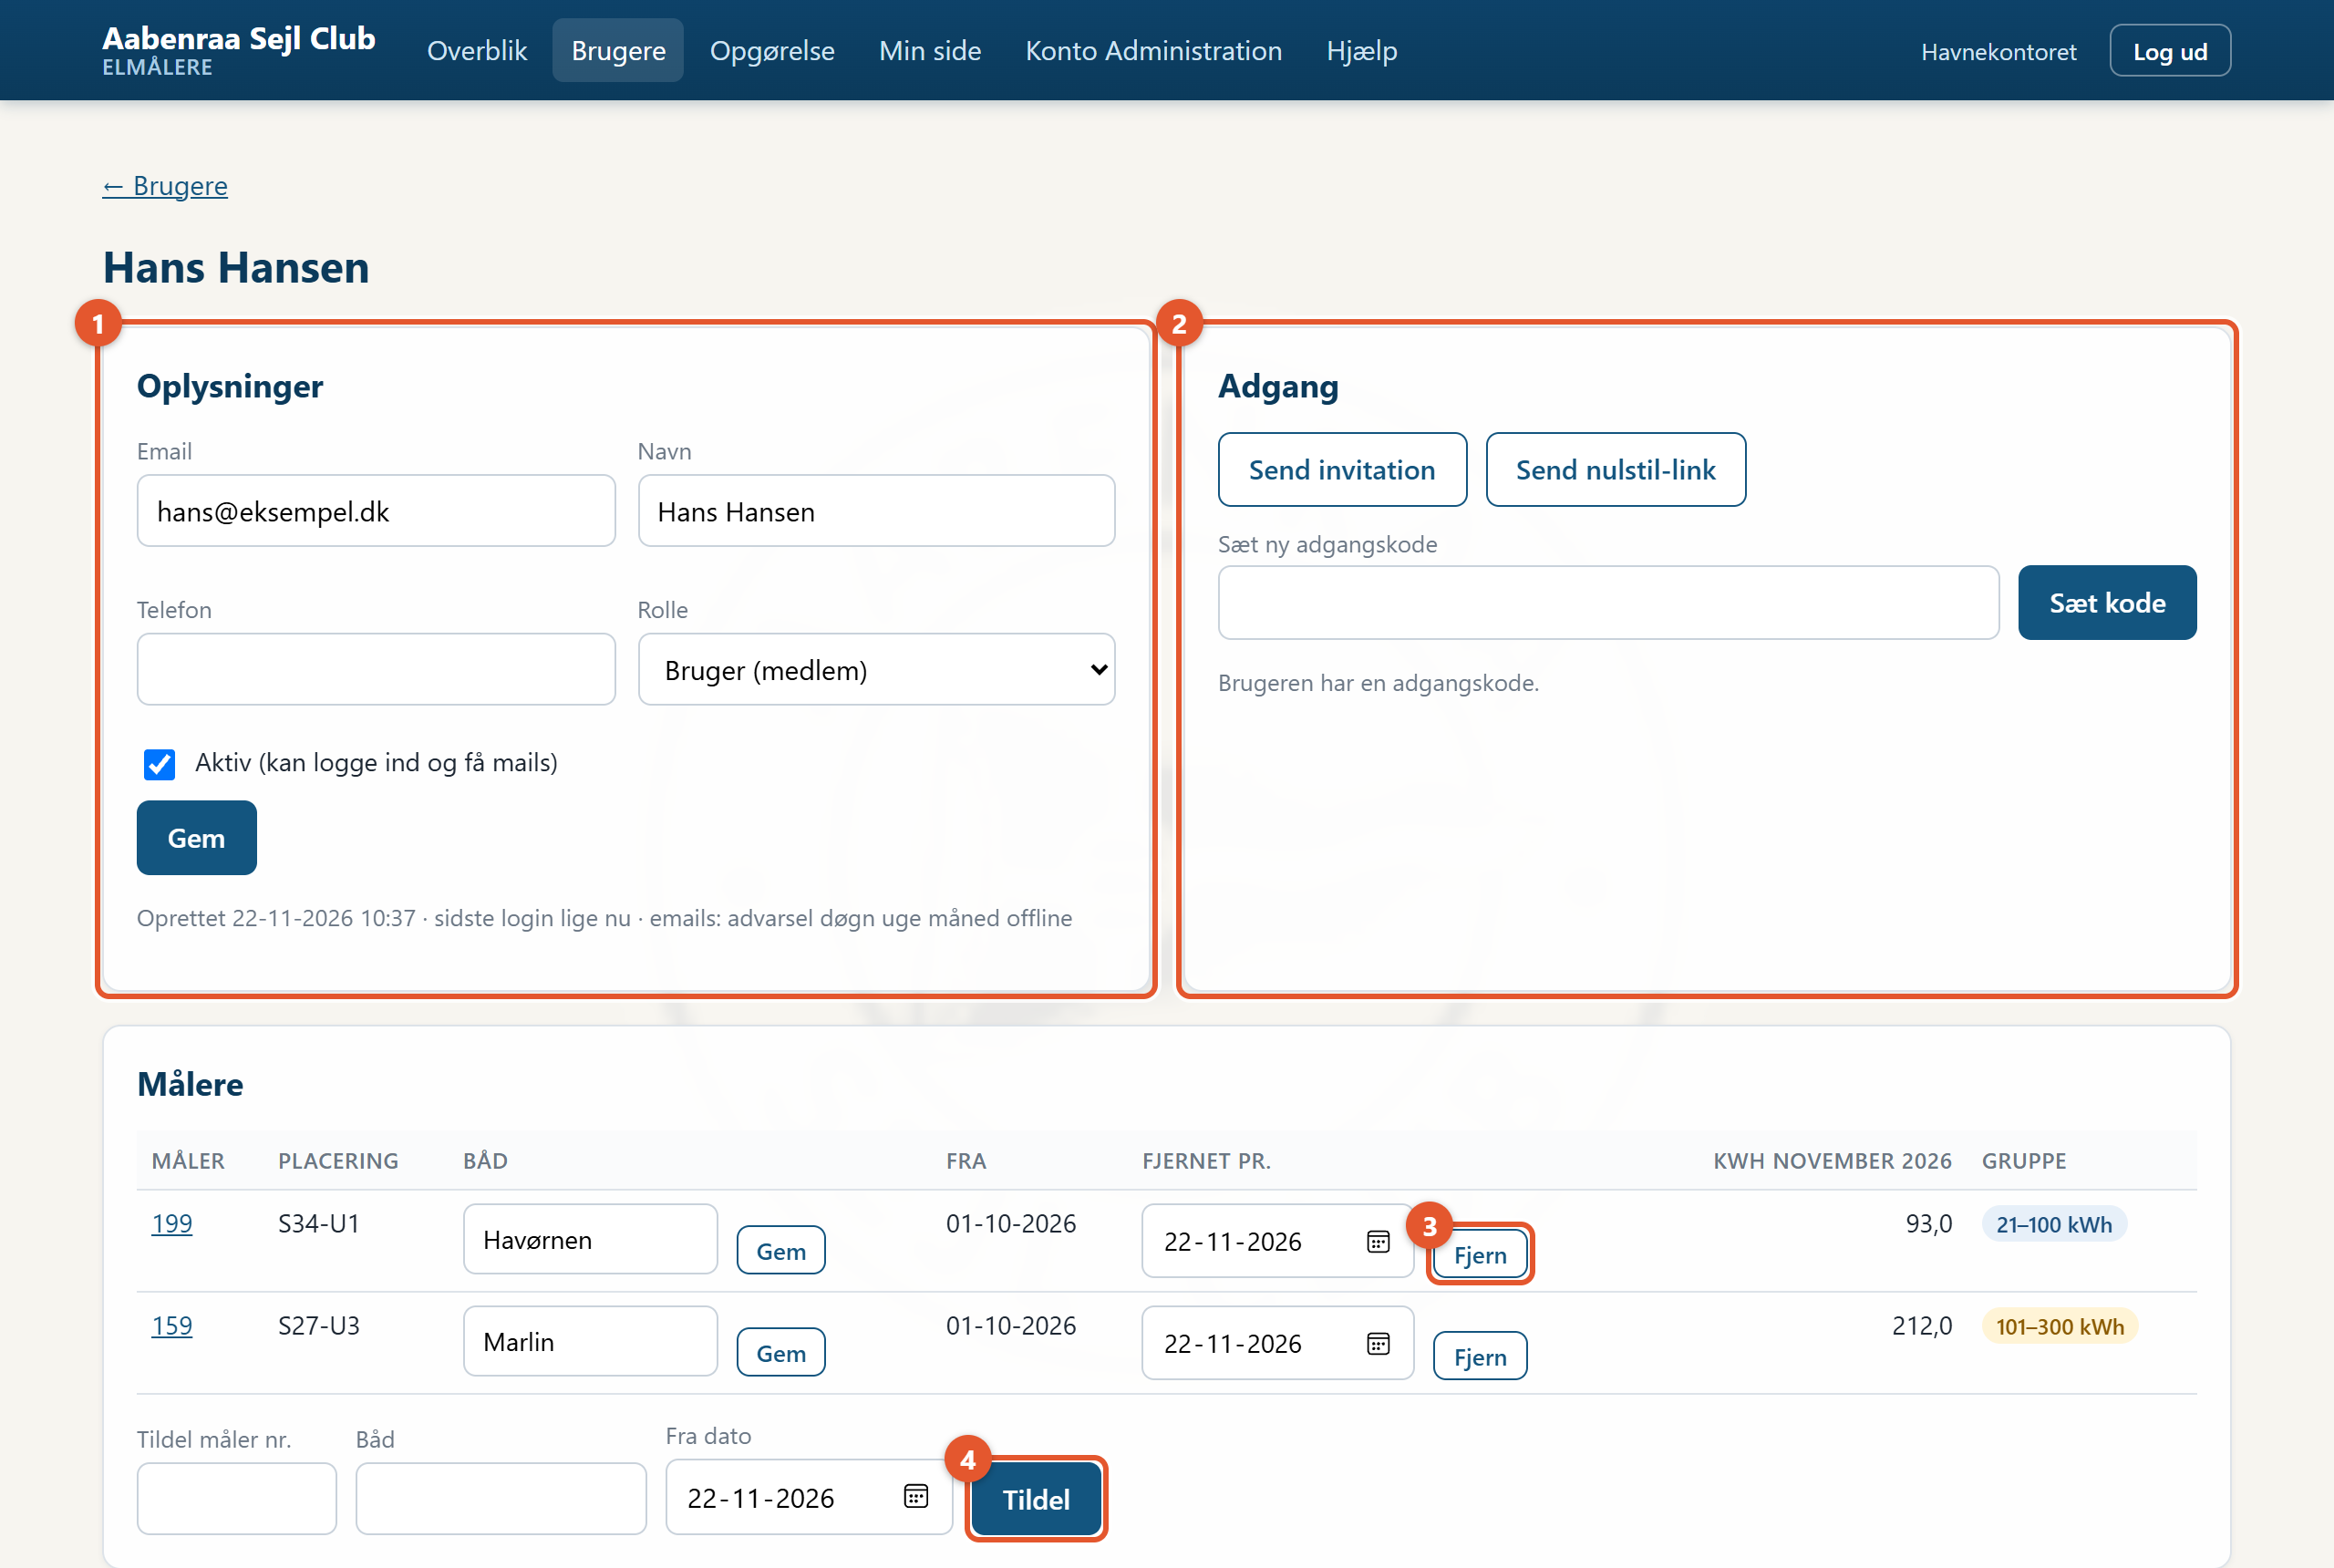 Aabenraa Sejl Club
ELMÅLERE
Overblik
Brugere
Opgørelse
Min side
Konto Administration
Hjælp
Havnekontoret
Log ud
← Brugere
Hans Hansen
1
Oplysninger
Email
Navn
hans@eksempel.dk
Hans Hansen
Telefon
Rolle
Bruger (medlem)
Aktiv (kan logge ind og få mails)
Gem
Oprettet 22-11-2026 10:37 · sidste login lige nu · emails: advarsel døgn uge måned offline
2
Adgang
Send invitation
Send nulstil-link
Sæt ny adgangskode
Sæt kode
Brugeren har en adgangskode.
Målere
MÅLER PLACERING BÅD FRA FJERNET PR. KWH NOVEMBER 2026 GRUPPE
199 S34-U1 Havørnen Gem 01-10-2026 22-11-2026 3 Fjern 93,0 21–100 kWh
159 S27-U3 Marlin Gem 01-10-2026 22-11-2026 Fjern 212,0 101–300 kWh
Tildel måler nr. Båd Fra dato
22-11-2026 4 Tildel